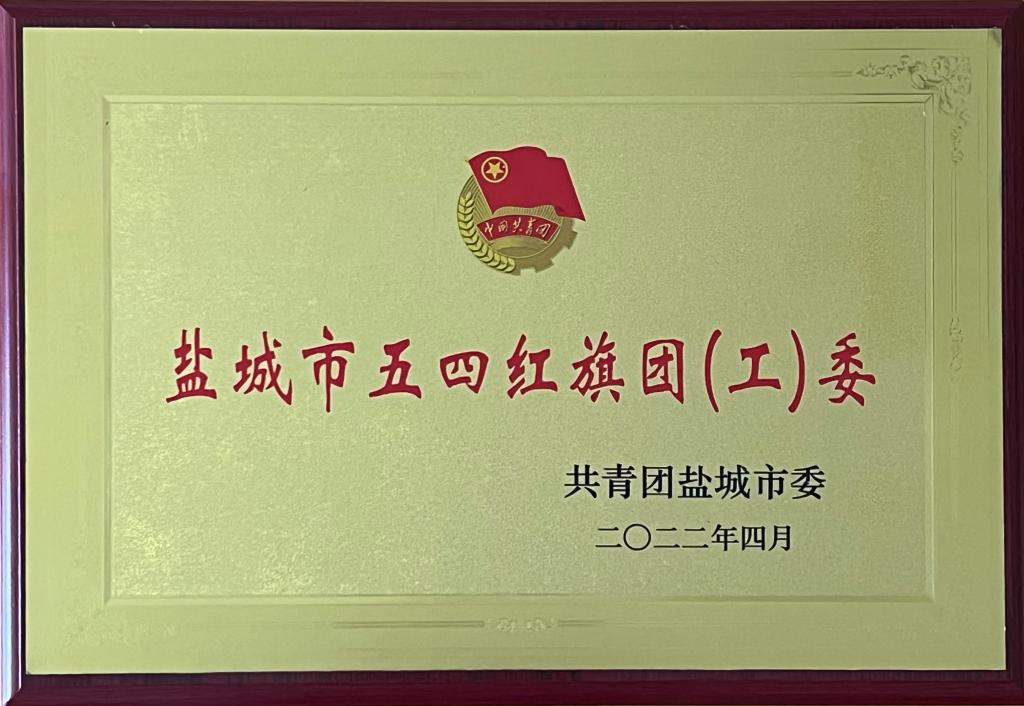 中国共青团
盐城市五四红旗团(工)委
共青团盐城市委
二〇二二年四月